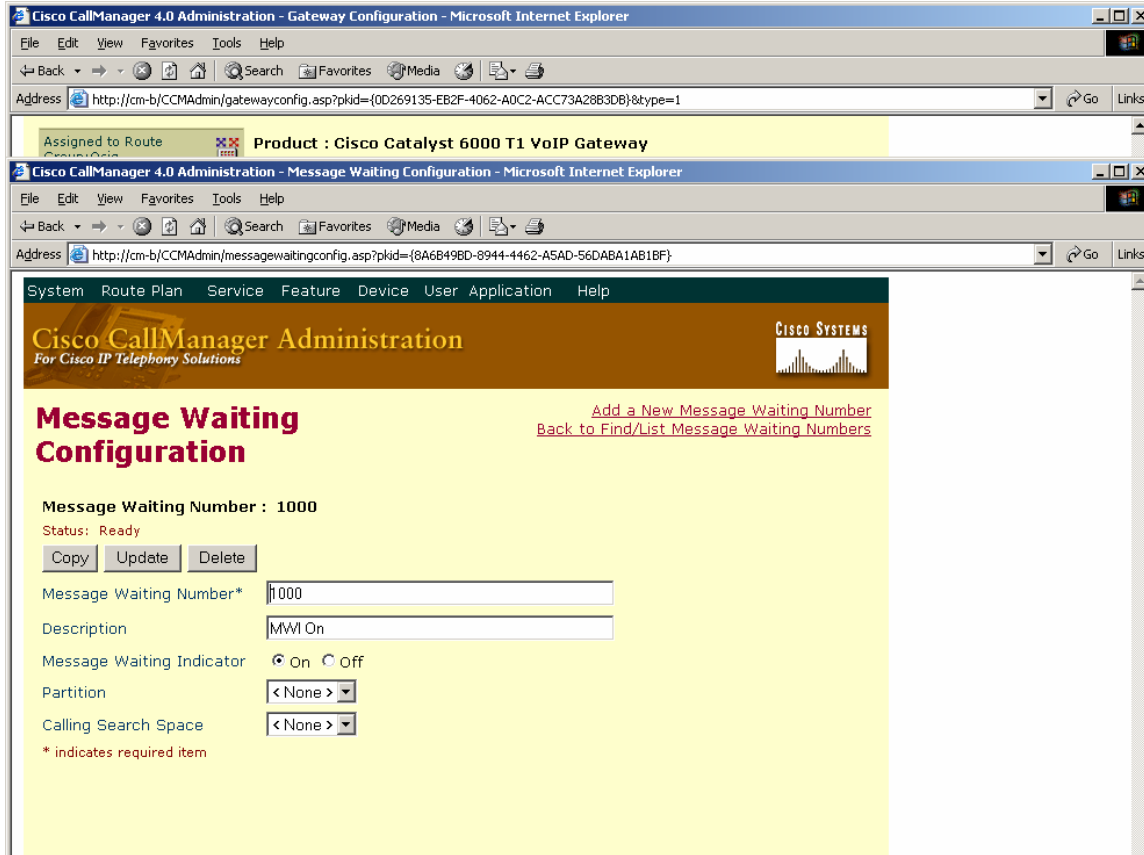 Cisco CallManager 4.0 Administration - Gateway Configuration - Microsoft Internet Explorer
File Edit View Favorites Tools Help
Back Search Favorites Media
Address http://cm-b/CCMAdmin/gatewayconfig.asp?pkid={0D269135-EB2F-4062-A0C2-ACC73A28B3DB}&type=1 Go Links
Assigned to Route Product : Cisco Catalyst 6000 T1 VoIP Gateway
Cisco CallManager 4.0 Administration - Message Waiting Configuration - Microsoft Internet Explorer
File Edit View Favorites Tools Help
Back Search Favorites Media
Address http://cm-b/CCMAdmin/messagewaitingconfig.asp?pkid={8A6B49BD-8944-4462-A5AD-56DABA1AB1BF} Go Links
System Route Plan Service Feature Device User Application Help
Cisco CallManager Administration
For Cisco IP Telephony Solutions
CISCO SYSTEMS
Message Waiting
Configuration
Add a New Message Waiting Number
Back to Find/List Message Waiting Numbers
Message Waiting Number : 1000
Status: Ready
Copy Update Delete
Message Waiting Number* 1000
Description MWI On
Message Waiting Indicator On Off
Partition < None >
Calling Search Space < None >
* indicates required item